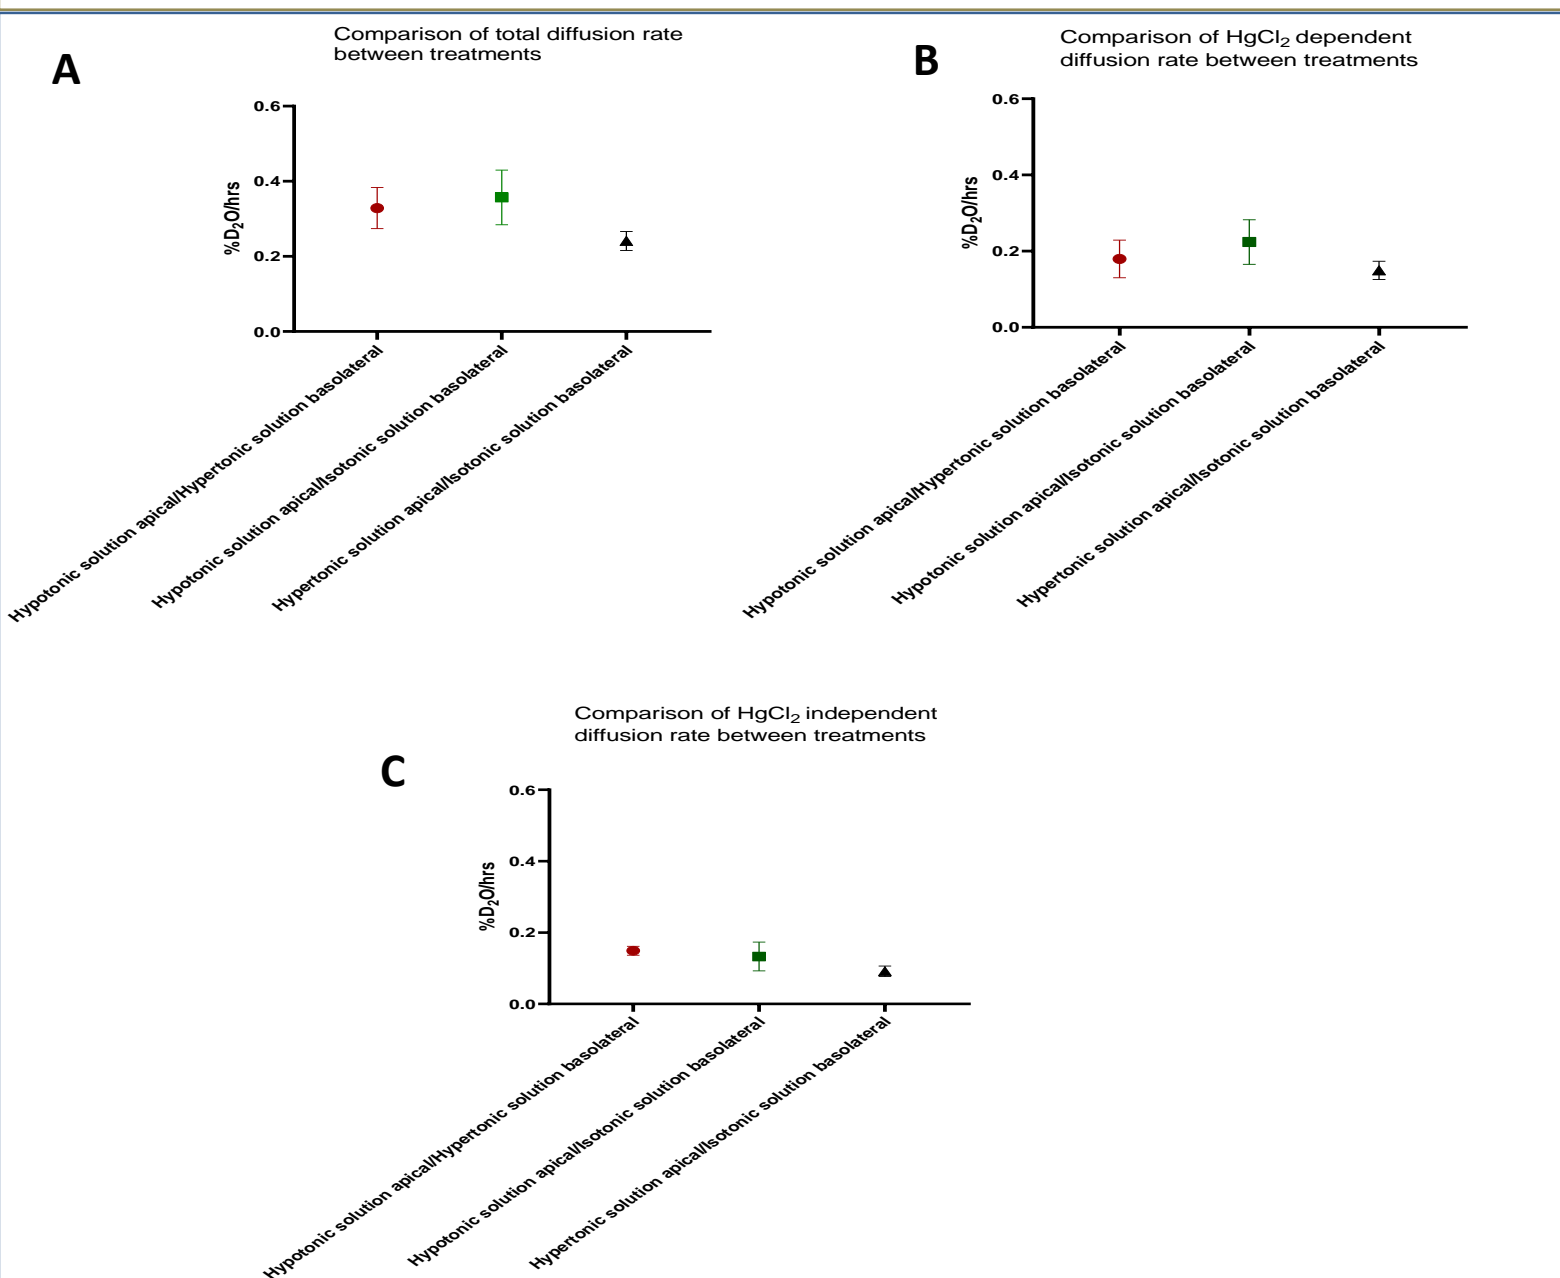 A
Comparison of total diffusion rate
between treatments
%D₂O/hrs
0.6
0.4
0.2
0.0
Hypotonic solution apical/Hypertonic solution basolateral
Hypotonic solution apical/Isotonic solution basolateral
Hypertonic solution apical/Isotonic solution basolateral
B
Comparison of HgCl₂ dependent
diffusion rate between treatments
%D₂O/hrs
0.6
0.4
0.2
0.0
Hypotonic solution apical/Hypertonic solution basolateral
Hypotonic solution apical/Isotonic solution basolateral
Hypertonic solution apical/Isotonic solution basolateral
C
Comparison of HgCl₂ independent
diffusion rate between treatments
%D₂O/hrs
0.6
0.4
0.2
0.0
Hypotonic solution apical/Hypertonic solution basolateral
Hypotonic solution apical/Isotonic solution basolateral
Hypertonic solution apical/Isotonic solution basolateral